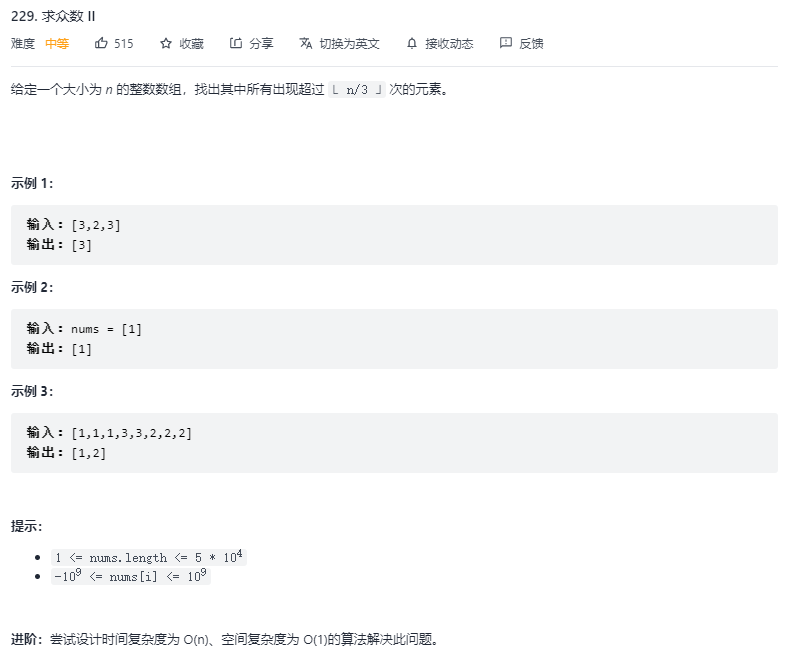 229. 求众数 II
难度 中等 515 收藏 分享 切换为英文 接收动态 反馈
给定一个大小为 n 的整数数组，找出其中所有出现超过 ⌊ n/3 ⌋ 次的元素。
示例 1：
输入：[3,2,3]
输出：[3]
示例 2：
输入：nums = [1]
输出：[1]
示例 3：
输入：[1,1,1,3,3,2,2,2]
输出：[1,2]
提示：
• 1 <= nums.length <= 5 * 10⁴
• -10⁹ <= nums[i] <= 10⁹
进阶：尝试设计时间复杂度为 O(n)、空间复杂度为 O(1)的算法解决此问题。